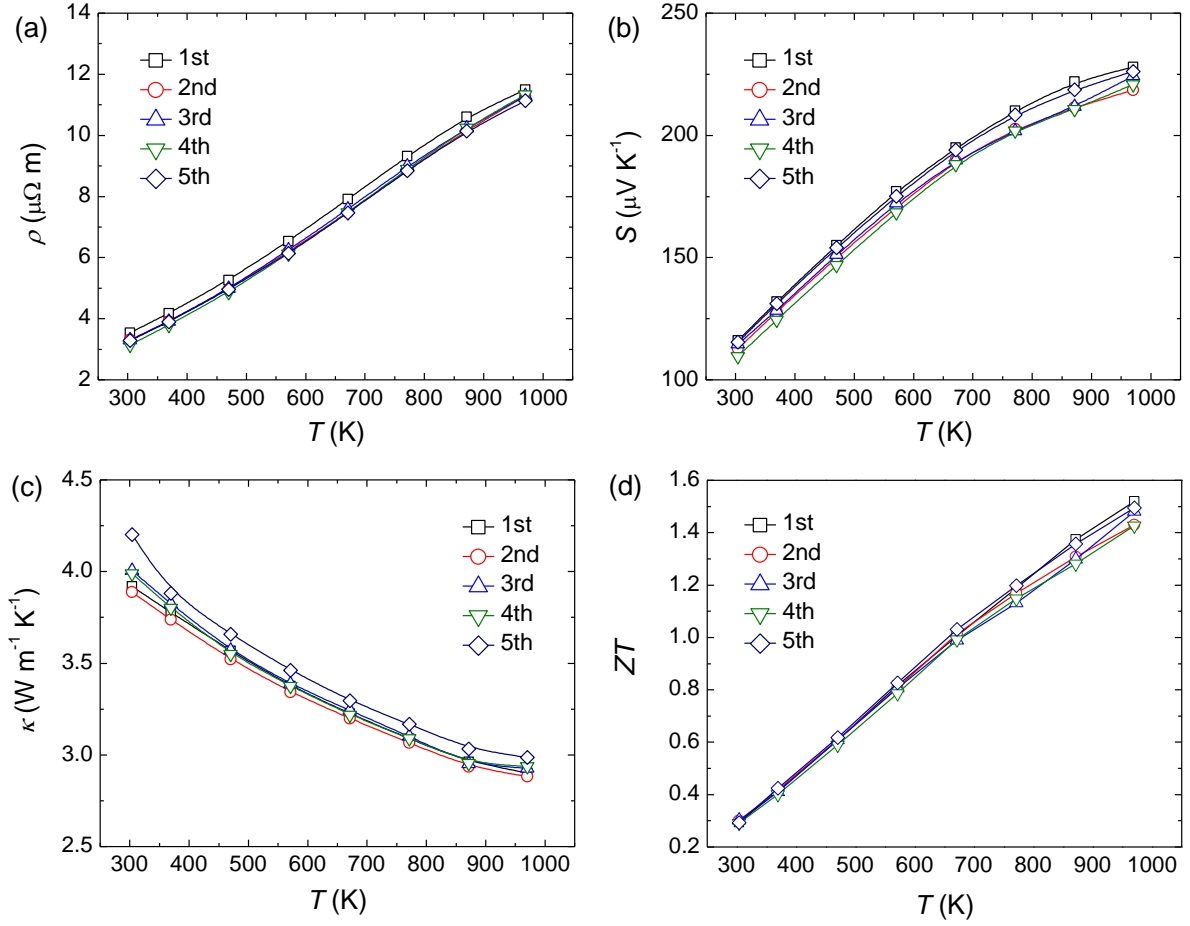 (a)
14
12
10
8
6
4
2
ρ (μΩ m)
1st
2nd
3rd
4th
5th
300 400 500 600 700 800 900 1000
T (K)
(b)
250
200
150
100
S (μV K⁻¹)
1st
2nd
3rd
4th
5th
300 400 500 600 700 800 900 1000
T (K)
(c)
4.5
4.0
3.5
3.0
2.5
κ (W m⁻¹ K⁻¹)
1st
2nd
3rd
4th
5th
300 400 500 600 700 800 900 1000
T (K)
(d)
1.6
1.4
1.2
1.0
0.8
0.6
0.4
0.2
ZT
1st
2nd
3rd
4th
5th
300 400 500 600 700 800 900 1000
T (K)